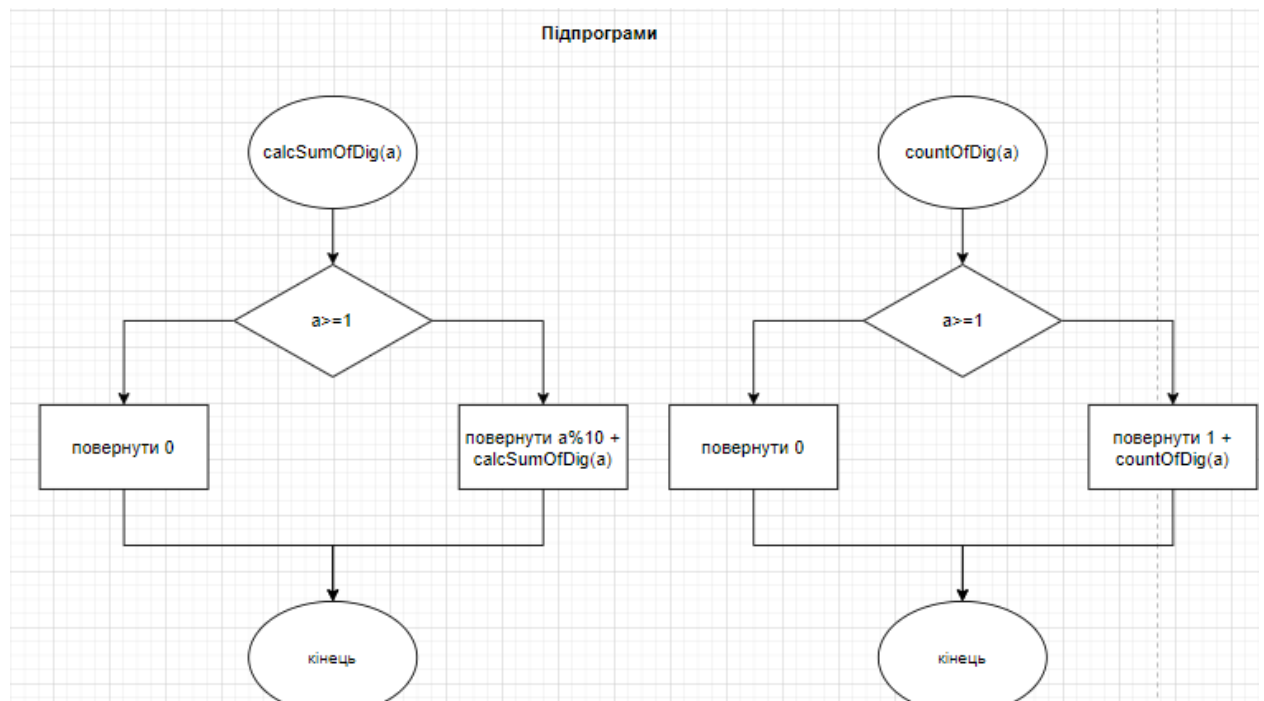 Підпрограми
calcSumOfDig(a)
countOfDig(a)
a>=1
a>=1
повернути 0
повернути a%10 +
calcSumOfDig(a)
повернути 0
повернути 1 +
countOfDig(a)
кінець
кінець